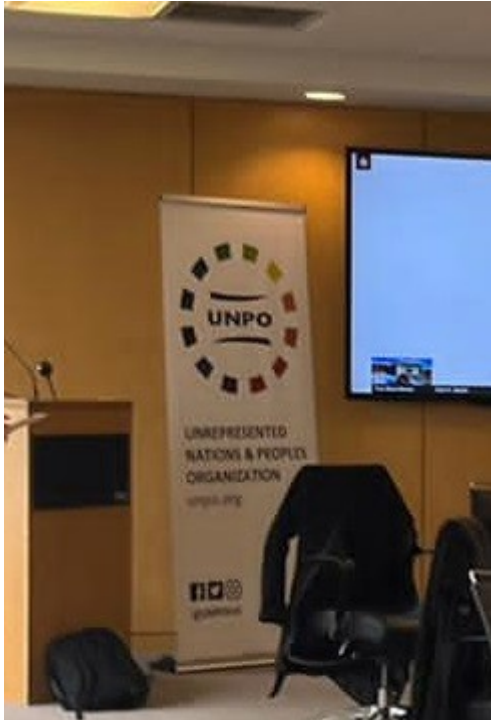 UNPO
UNREPRESENTED
NATIONS & PEOPLES
ORGANIZATION
unpo.org